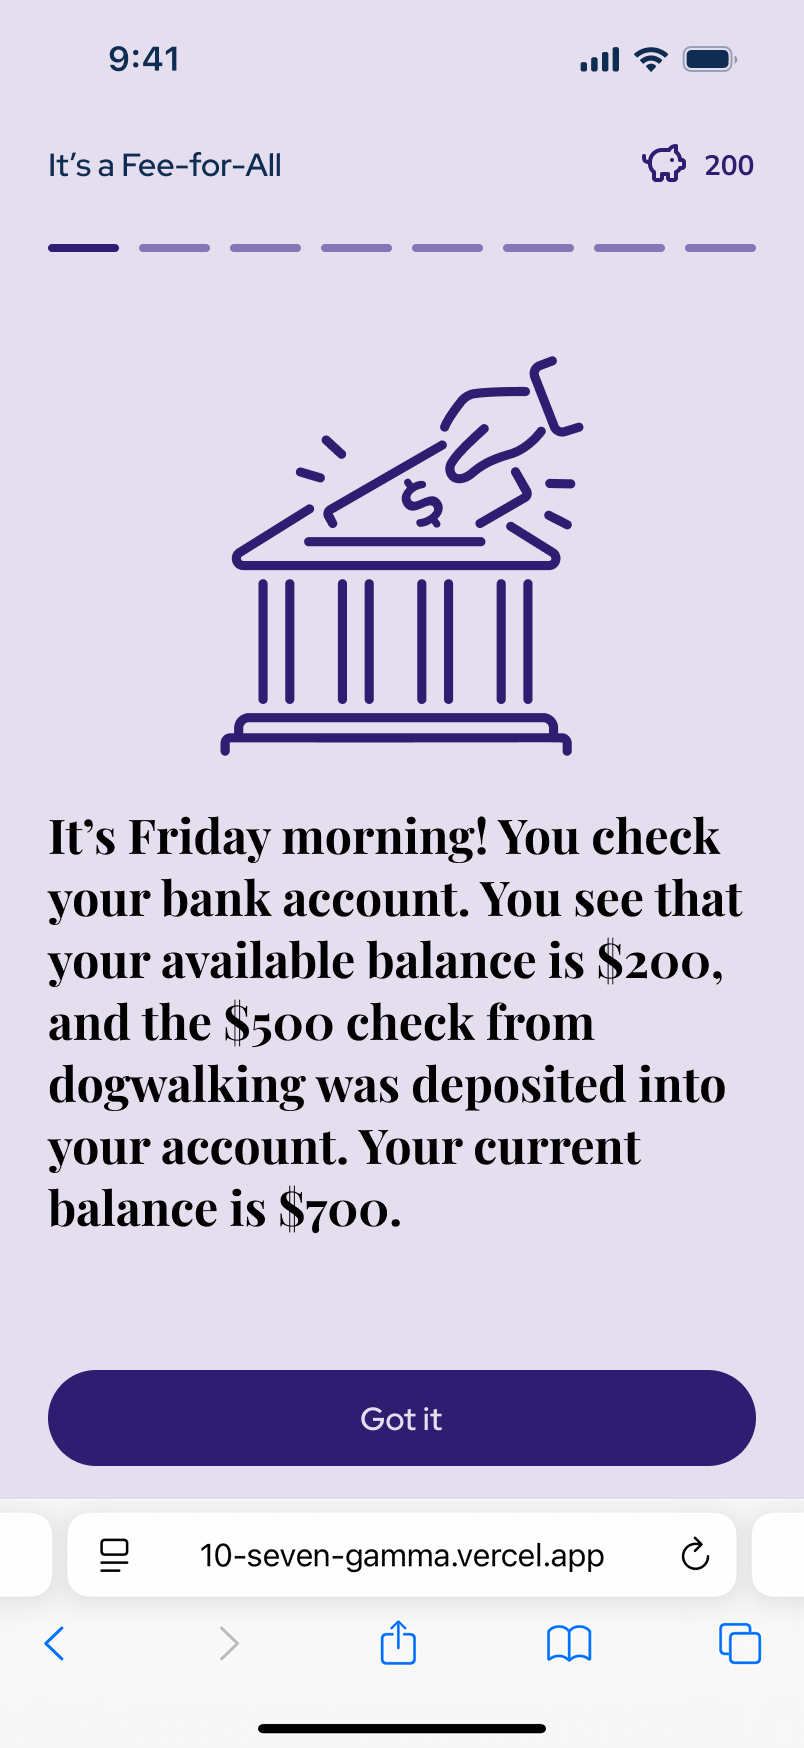 9:41
It’s a Fee-for-All
200
$
It’s Friday morning! You check
your bank account. You see that
your available balance is $200,
and the $500 check from
dogwalking was deposited into
your account. Your current
balance is $700.
Got it
10-seven-gamma.vercel.app